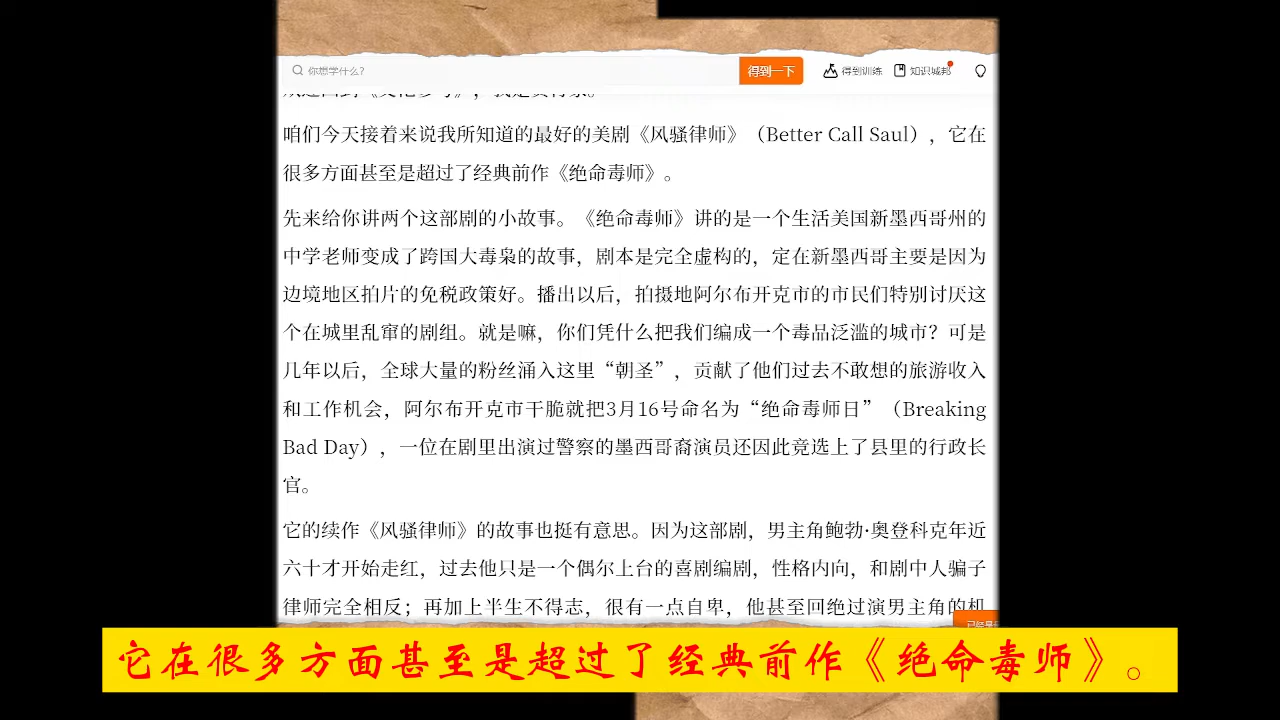 你想学什么?
得到一下
得到训练
知识城邦
咱们今天接着来说我所知道的最好的美剧《风骚律师》（Better Call Saul），它在
很多方面甚至是超过了经典前作《绝命毒师》。
先来给你讲两个这部剧的小故事。《绝命毒师》讲的是一个生活美国新墨西哥州的
中学老师变成了跨国大毒枭的故事，剧本是完全虚构的，定在新墨西哥主要是因为
边境地区拍片的免税政策好。播出以后，拍摄地阿尔布开克市的市民们特别讨厌这
个在城里乱窜的剧组。就是嘛，你们凭什么把我们编成一个毒品泛滥的城市？可是
几年以后，全球大量的粉丝涌入这里“朝圣”，贡献了他们过去不敢想的旅游收入
和工作机会，阿尔布开克市干脆就把3月16号命名为“绝命毒师日”（Breaking
Bad Day），一位在剧里出演过警察的墨西哥裔演员还因此竞选上了县里的行政长
官。
它的续作《风骚律师》的故事也挺有意思。因为这部剧，男主角鲍勃·奥登科克年近
六十才开始走红，过去他只是一个偶尔上台的喜剧编剧，性格内向，和剧中人骗子
律师完全相反；再加上半生不得志，很有一点自卑，他甚至回绝过演男主角的机
它在很多方面甚至是超过了经典前作《绝命毒师》。